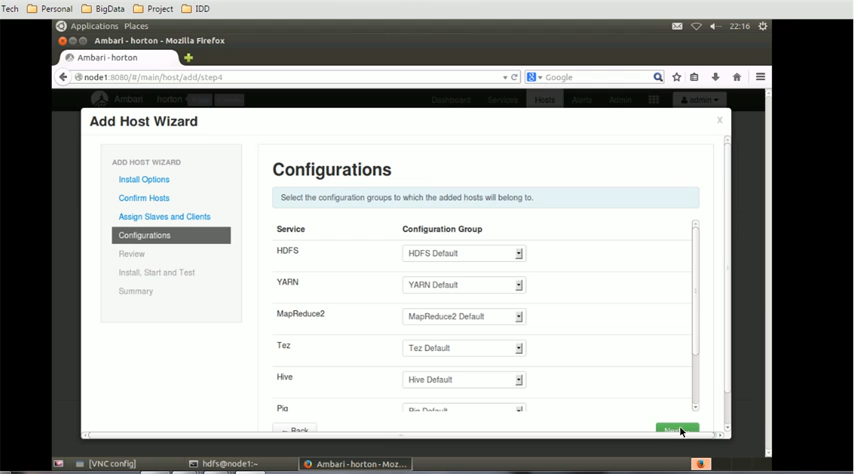 Tech Personal BigData Project IDD
Applications Places 22:16
Ambari - horton - Mozilla Firefox
Ambari - horton
node1:8080/#/main/host/add/step4 Google
Ambari horton Dashboard Services Hosts Alerts Admin admin
Add Host Wizard X
ADD HOST WIZARD
Install Options
Confirm Hosts
Assign Slaves and Clients
Configurations
Review
Install, Start and Test
Summary
Configurations
Select the configuration groups to which the added hosts will belong to.
Service Configuration Group
HDFS HDFS Default
YARN YARN Default
MapReduce2 MapReduce2 Default
Tez Tez Default
Hive Hive Default
Pig Pig Default
← Back
[VNC config] hdfs@node1:~ Ambari - horton - Moz...